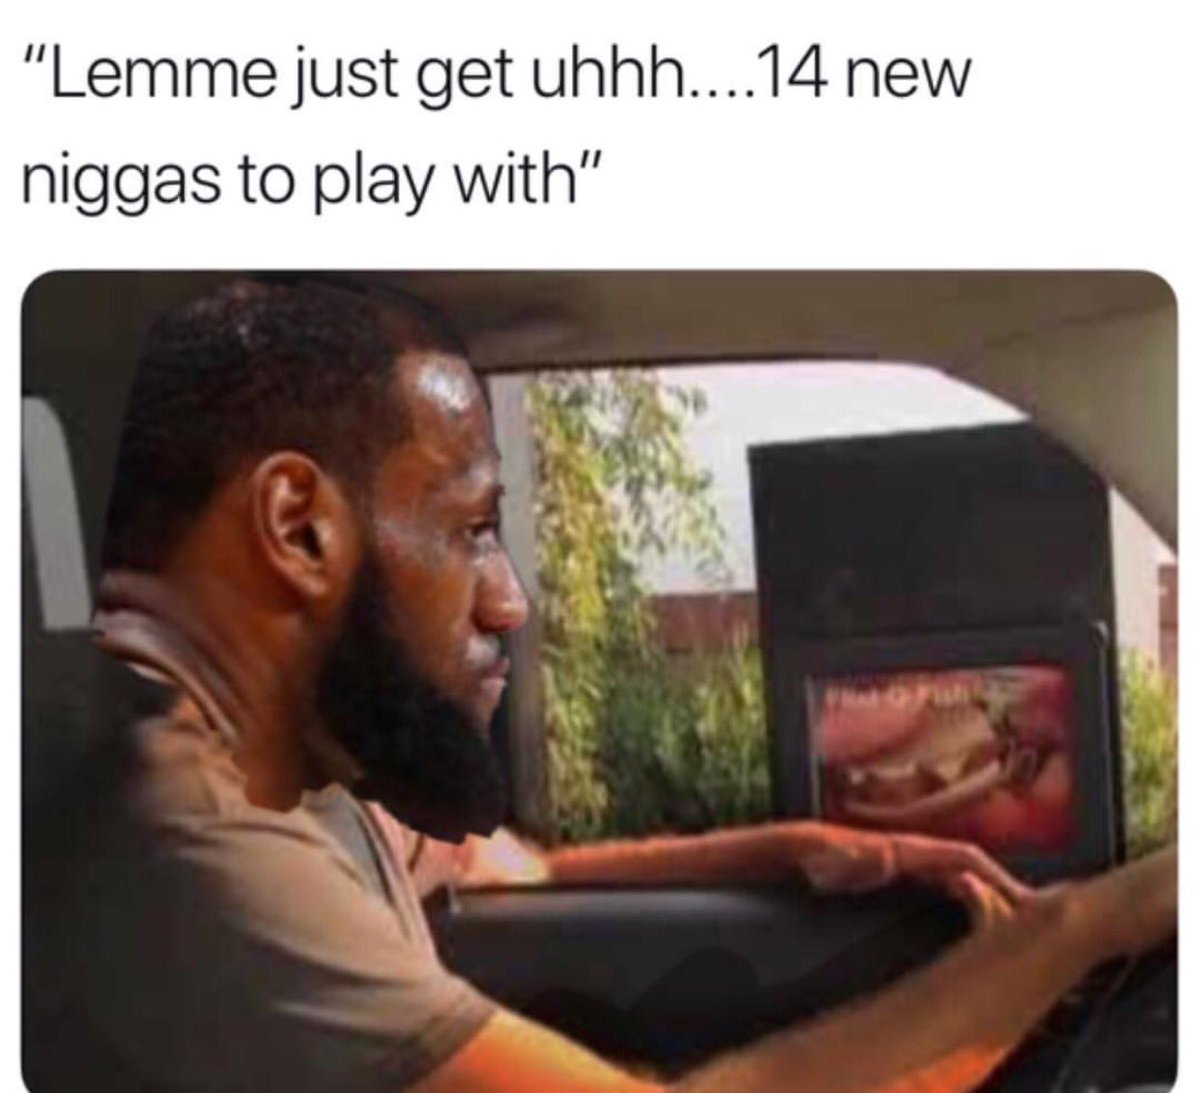 “Lemme just get uhhh....14 new
niggas to play with”